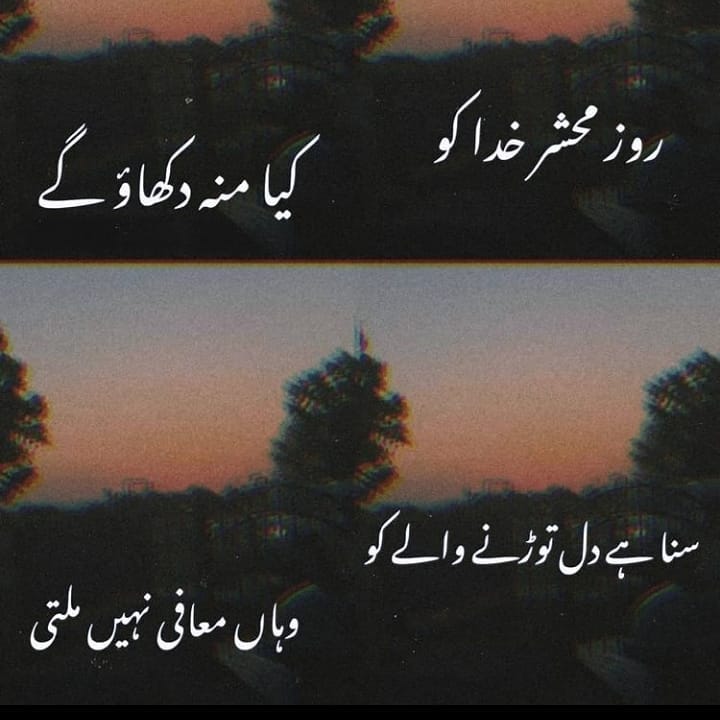 روز محشر خدا کو
کیا منہ دکھاؤ گے
سنا ہے دل توڑنے والے کو
وہاں معافی نہیں ملتی